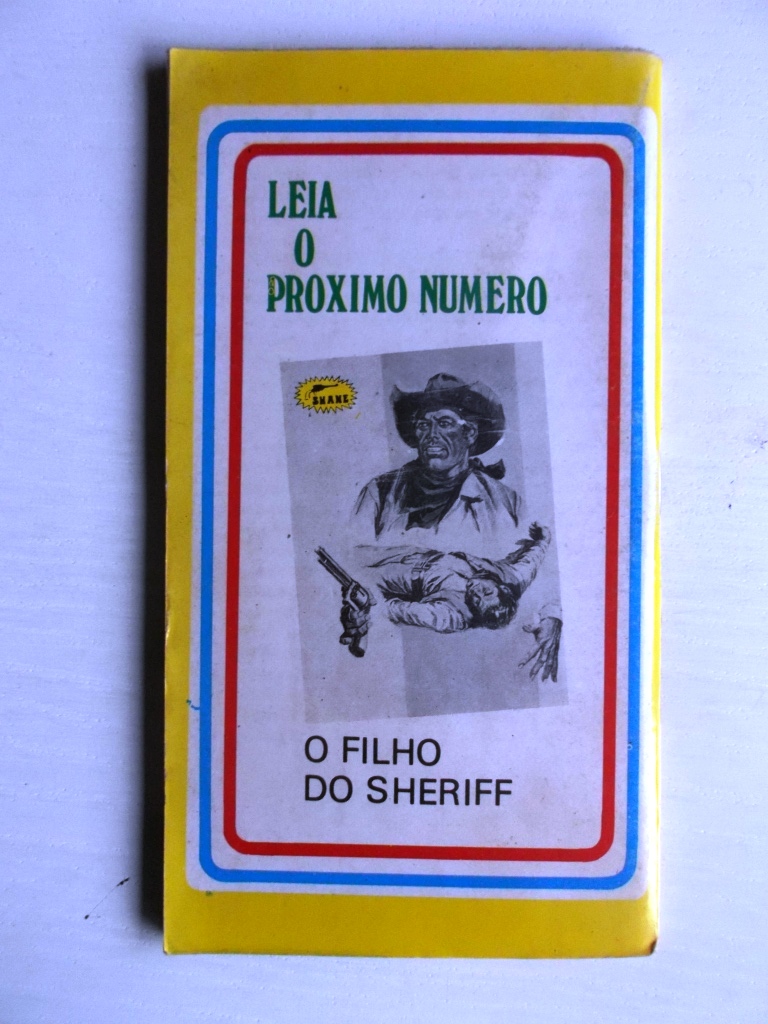 LEIA
O
PROXIMO NUMERO
SHANE
O FILHO
DO SHERIFF